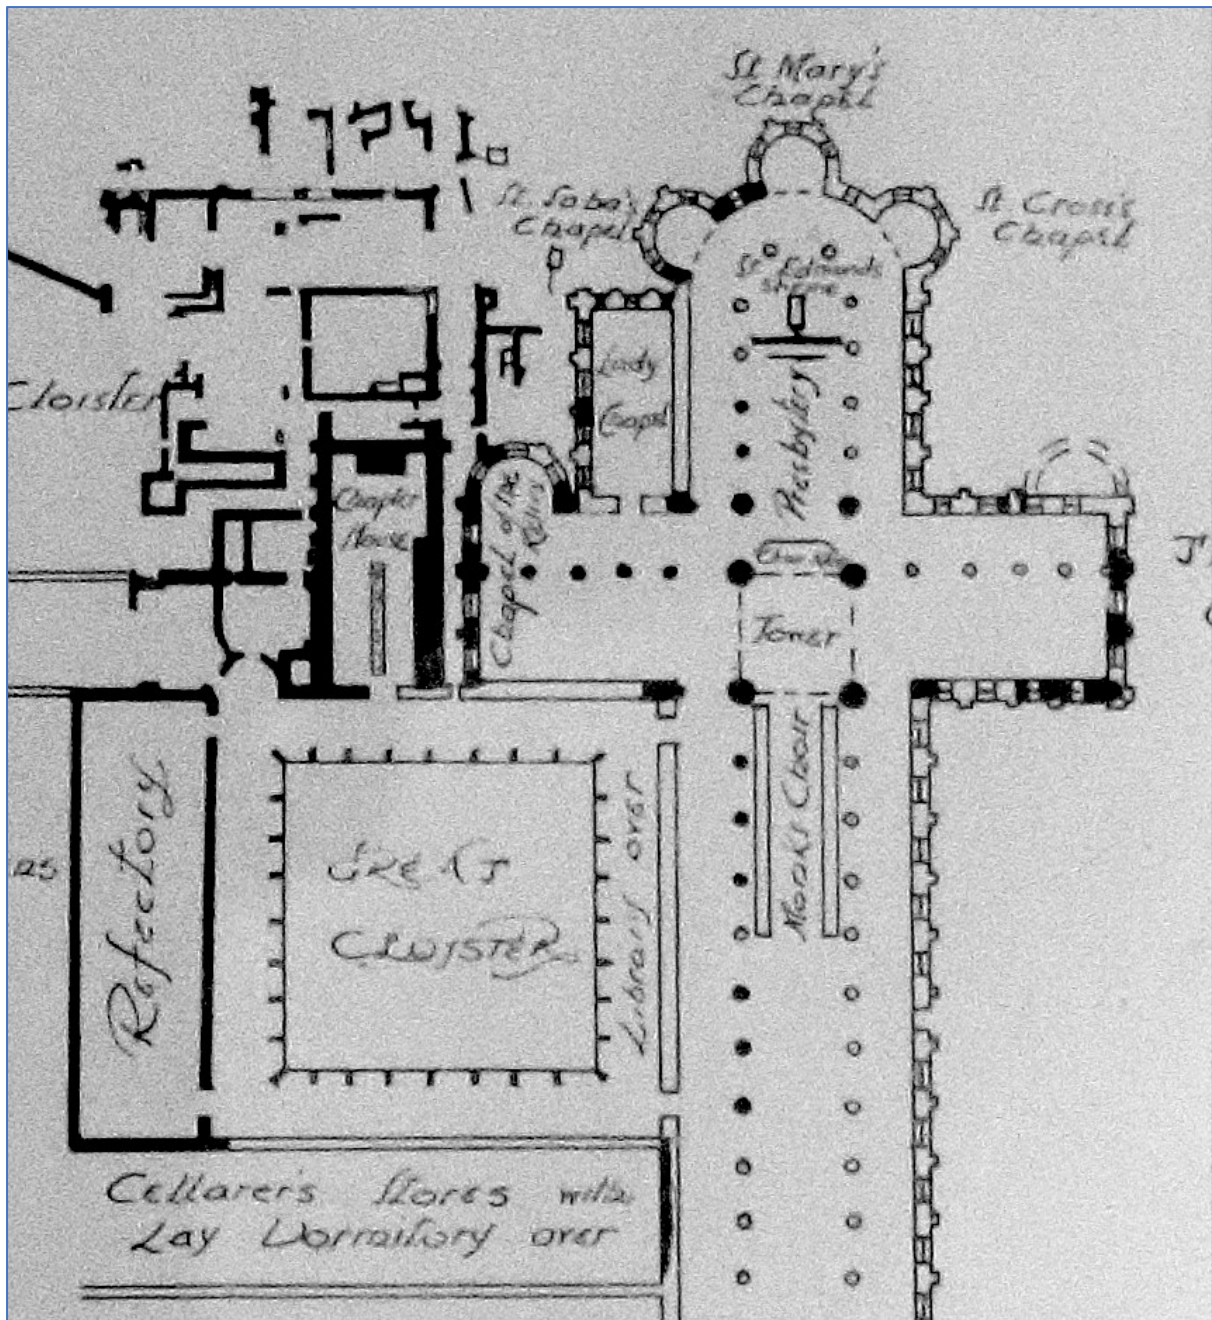 St Mary's
Chapel
St. Saba's
Chapel
St Cross's
Chapel
St Edmunds
Shrine
Lady
Chapel
Presbytery
Cloister
Chapter
House
Chapel of the
Relics
Tower
Monks Choir
Refectory
GREAT
CLOISTER
Library over
Cellarer's Stores with
Lay Dormitory over